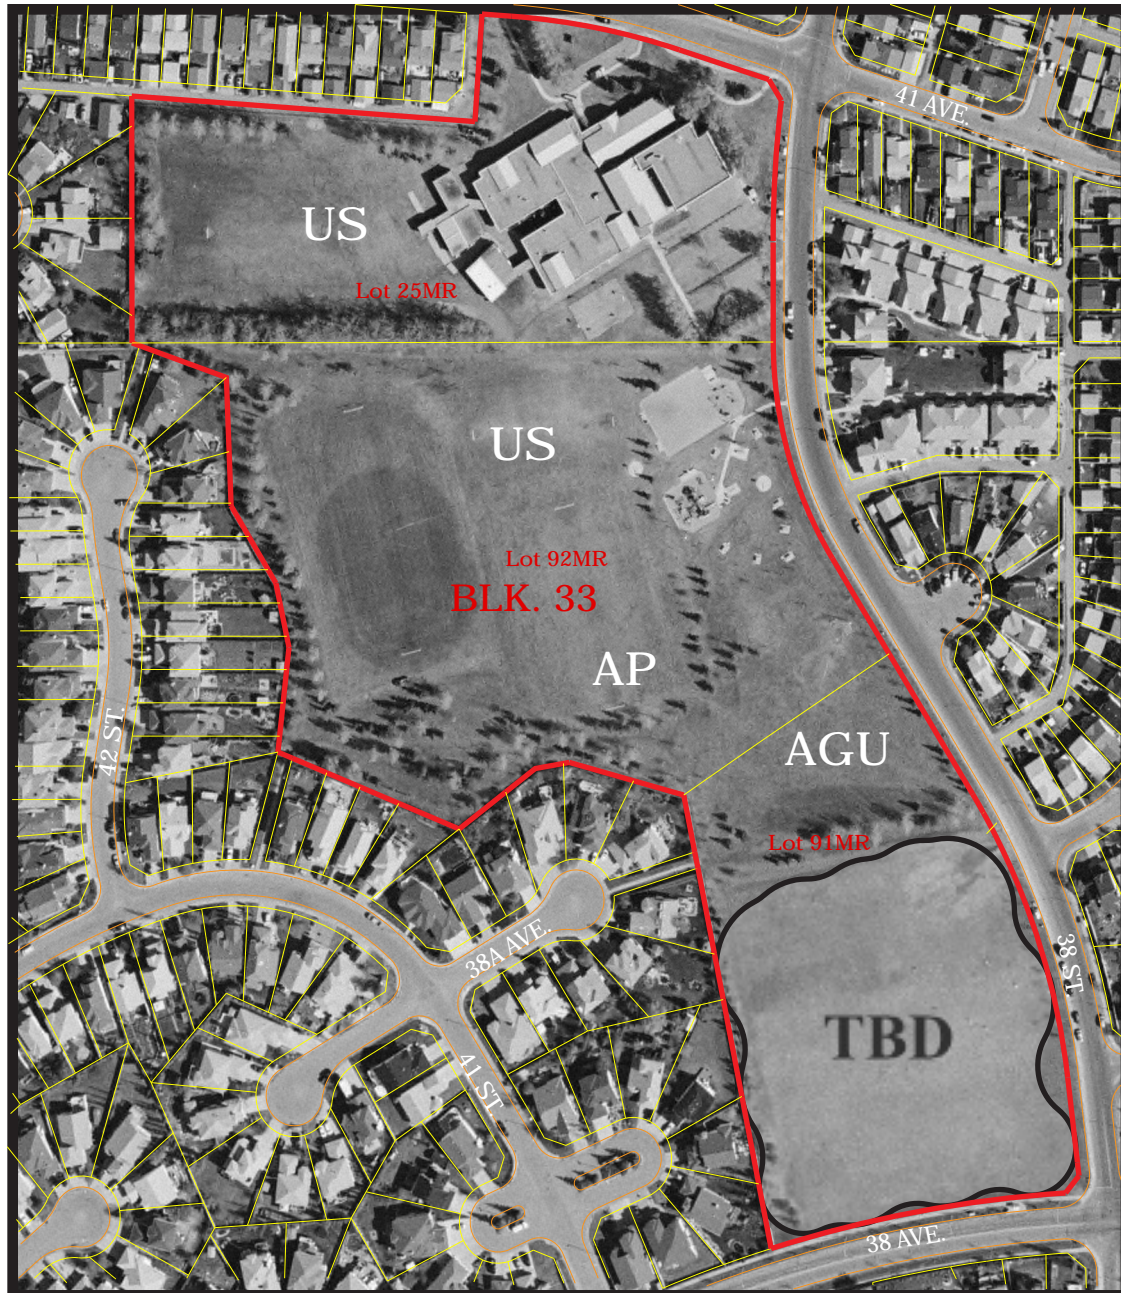 41 AVE.
US
Lot 25MR
US
Lot 92MR
BLK. 33
AP
42 ST.
AGU
Lot 91MR
38A AVE.
38 ST
TBD
41 ST.
38 AVE.